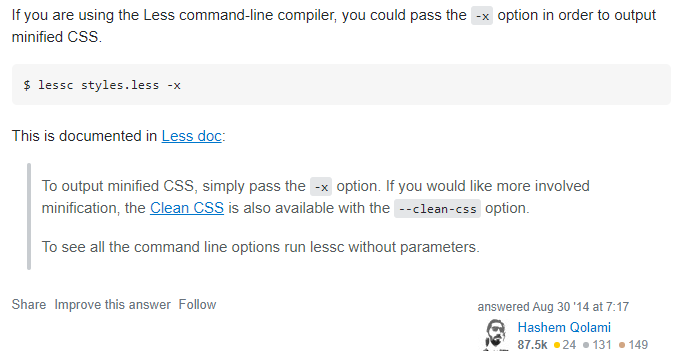 If you are using the Less command-line compiler, you could pass the -x option in order to output
minified CSS.
$ lessc styles.less -x
This is documented in Less doc:
To output minified CSS, simply pass the -x option. If you would like more involved
minification, the Clean CSS is also available with the --clean-css option.
To see all the command line options run lessc without parameters.
Share Improve this answer Follow
answered Aug 30 '14 at 7:17
Hashem Qolami
87.5k 24 131 149